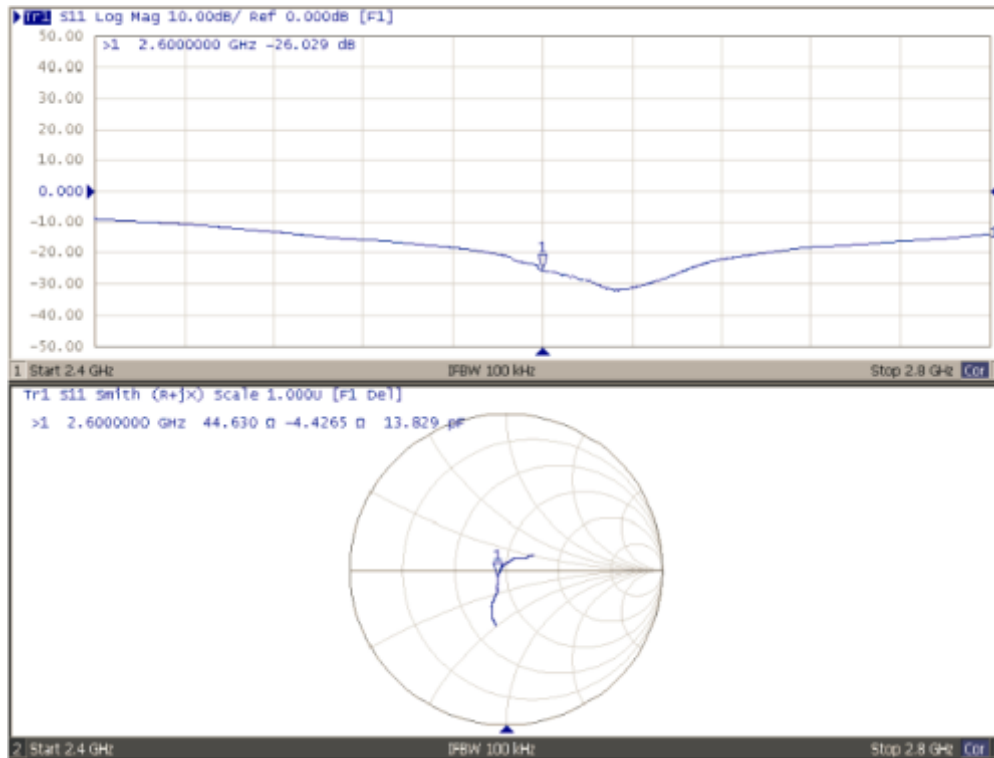 Tr1 S11 Log Mag 10.00dB/ Ref 0.000dB [F1]
50.00
>1 2.6000000 GHz -26.029 dB
40.00
30.00
20.00
10.00
0.000
-10.00
1
1
-20.00
-30.00
-40.00
-50.00
1 Start 2.4 GHz IFBW 100 kHz Stop 2.8 GHz Cor
Tr1 S11 Smith (R+jX) Scale 1.000U [F1 Del]
>1 2.6000000 GHz 44.630 Ω -4.4265 Ω 13.829 pF
1
2 Start 2.4 GHz IFBW 100 kHz Stop 2.8 GHz Cor